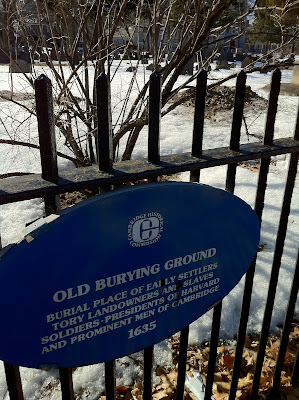 CAMBRIDGE HISTORICAL COMMISSION
OLD BURYING GROUND
BURIAL PLACE OF EARLY SETTLERS
TORY LANDOWNERS AND SLAVES
SOLDIERS · PRESIDENTS OF HARVARD
AND PROMINENT MEN OF CAMBRIDGE
1635